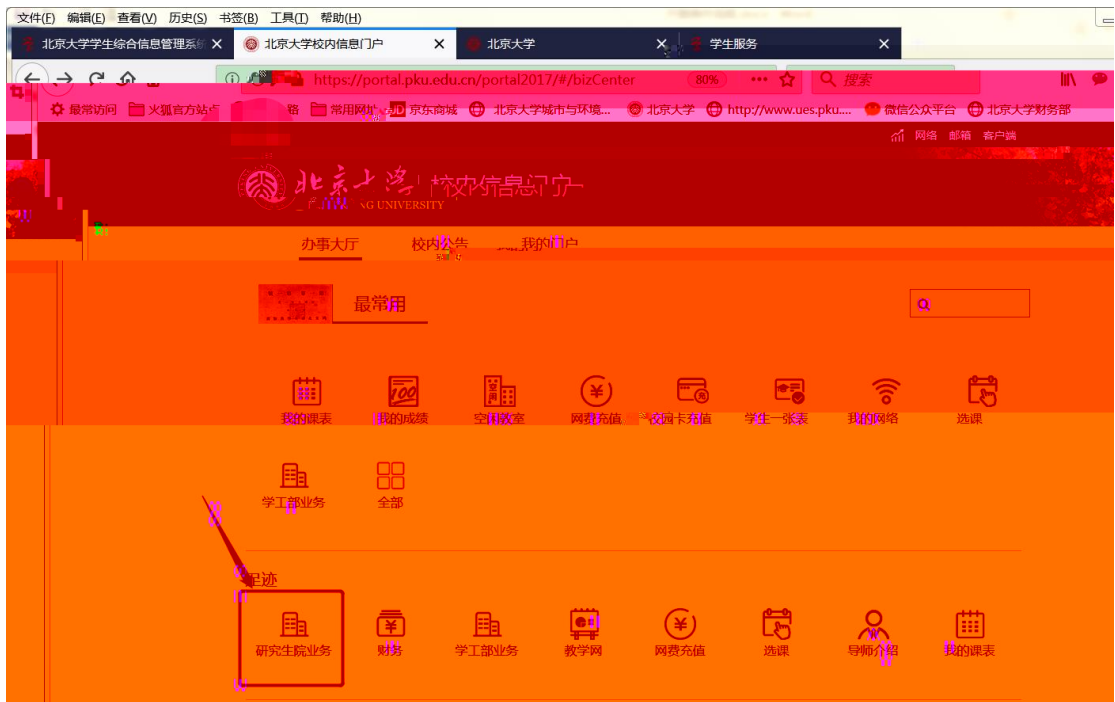 文件(F) 编辑(E) 查看(V) 历史(S) 书签(B) 工具(T) 帮助(H)
北京大学学生综合信息管理系统 北京大学校内信息门户 北京大学 学生服务
https://portal.pku.edu.cn/portal2017/#/bizCenter 80% 搜索
最常访问 火狐官方站点 常用网址 JD 京东商城 北京大学城市与环境... 北京大学 http://www.ues.pku.... 微信公众平台 北京大学财务部
网络 邮箱 客户端
北京大学 校内信息门户
NG UNIVERSITY
办事大厅 校内公告 我的门户
最常用
我的课表 我的成绩 空闲教室 网费充值 校园卡充值 学生一张表 我的网络 选课
学工部业务 全部
足迹
研究生院业务 财务 学工部业务 教学网 网费充值 选课 导师介绍 我的课表